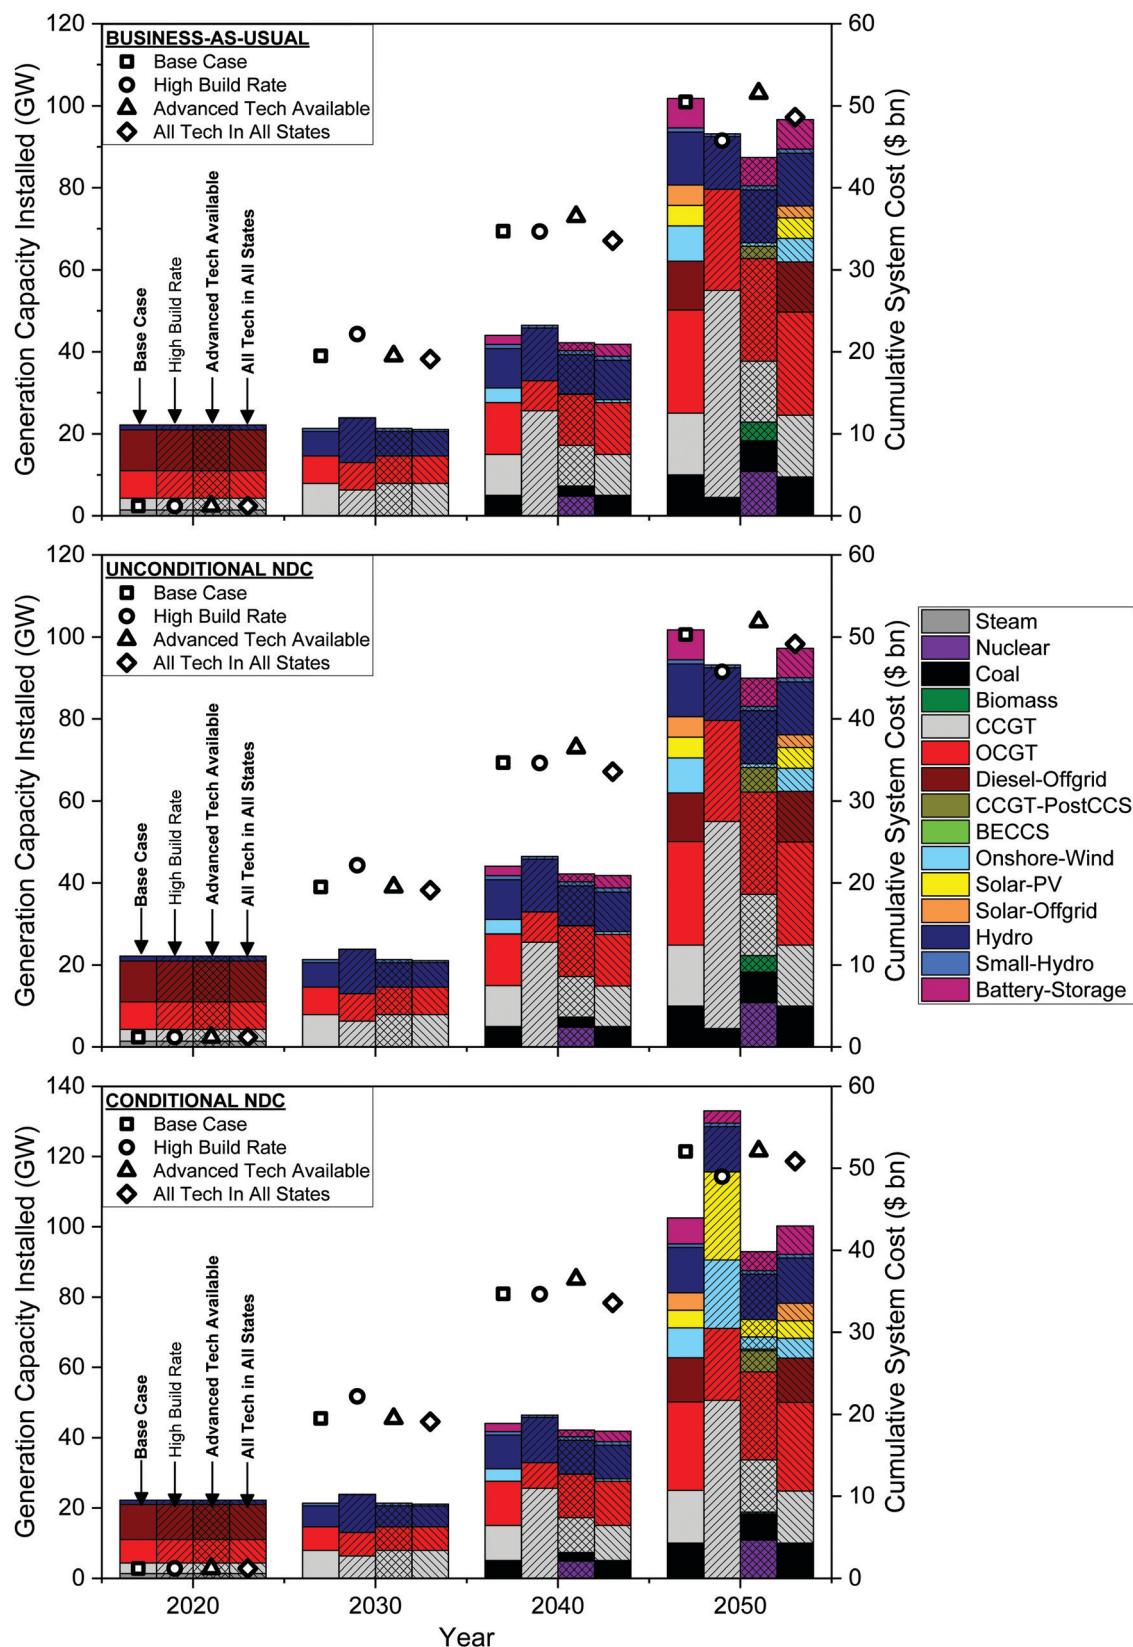 BUSINESS-AS-USUAL
Base Case
High Build Rate
Advanced Tech Available
All Tech In All States
Generation Capacity Installed (GW)
120
100
80
60
40
20
0
Base Case
High Build Rate
Advanced Tech Available
All Tech in All States
60
50
40
30
20
10
0
Cumulative System Cost ($ bn)
UNCONDITIONAL NDC
Base Case
High Build Rate
Advanced Tech Available
All Tech In All States
Generation Capacity Installed (GW)
120
100
80
60
40
20
0
Base Case
High Build Rate
Advanced Tech Available
All Tech in All States
60
50
40
30
20
10
0
Cumulative System Cost ($ bn)
Steam
Nuclear
Coal
Biomass
CCGT
OCGT
Diesel-Offgrid
CCGT-PostCCS
BECCS
Onshore-Wind
Solar-PV
Solar-Offgrid
Hydro
Small-Hydro
Battery-Storage
CONDITIONAL NDC
Base Case
High Build Rate
Advanced Tech Available
All Tech In All States
Generation Capacity Installed (GW)
140
120
100
80
60
40
20
0
Base Case
High Build Rate
Advanced Tech Available
All Tech in All States
60
50
40
30
20
10
0
Cumulative System Cost ($ bn)
2020
2030
2040
2050
Year